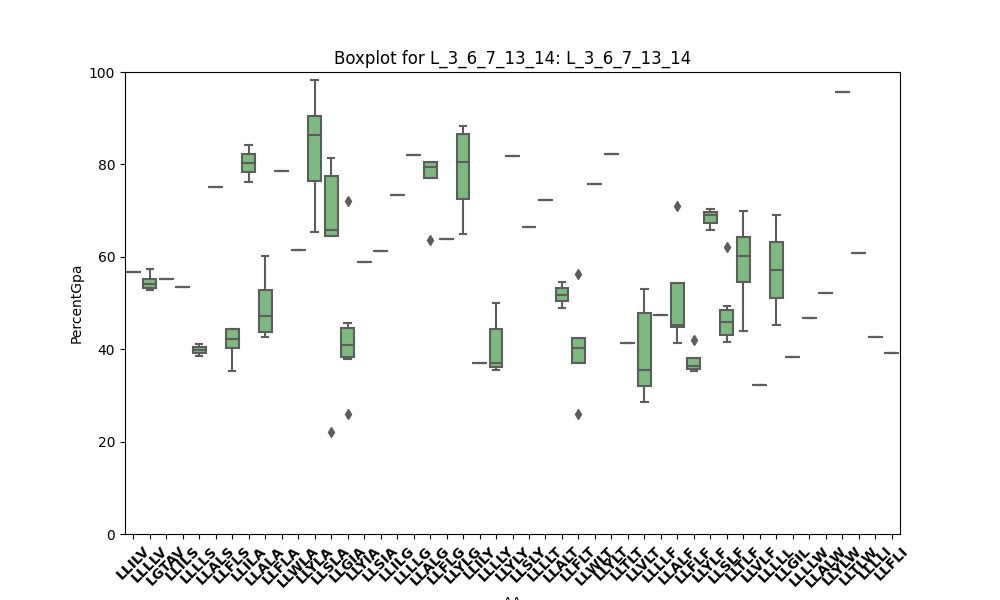 Boxplot for L_3_6_7_13_14: L_3_6_7_13_14
PercentGpa
100
80
60
40
20
0
LLILV
LLLLV
LGTAV
LLILS
LLLLS
LLALS
LLFLS
LLILA
LLALA
LLFLA
LLWLA
LLYLA
LLSLA
LLGIA
LLYIA
LLSIA
LLILG
LLLLG
LLALG
LLFLG
LLYLG
LLILY
LLLLY
LLYLY
LLSLY
LLLLT
LLALT
LLFLT
LLWLT
LLYLT
LLTLT
LLVLT
LLLLF
LLALF
LLFLF
LLYLF
LLSLF
LLTLF
LLVLF
LLLLL
LLGIL
LLLLW
LLALW
LLYLW
LLTLW
LLLLI
LLFLI